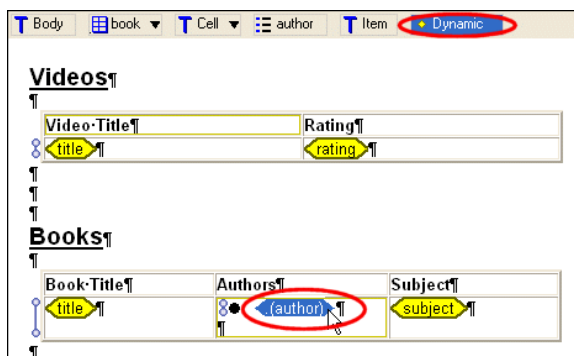 Body book Cell author Item Dynamic
Videos¶
¶
Video·Title¶ Rating¶
title ¶ rating ¶
¶
¶
¶
Books¶
¶
Book·Title¶ Authors¶ Subject¶
title ¶ .(author) ¶ subject ¶
¶
¶